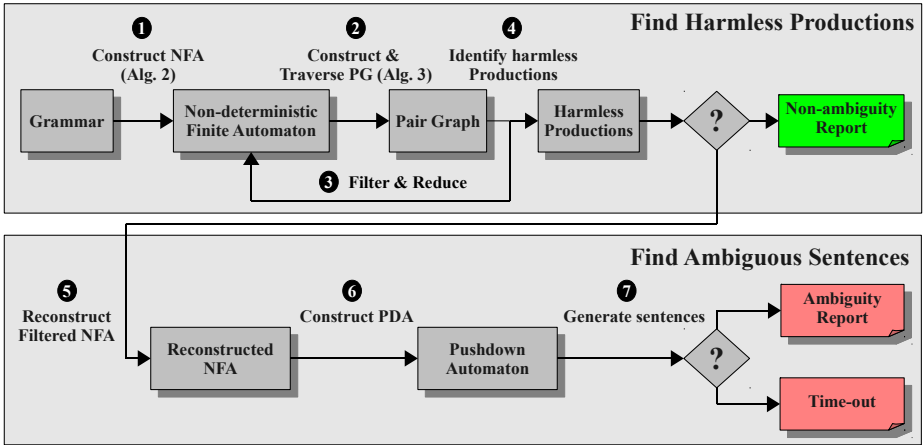 Find Harmless Productions
1
Construct NFA
(Alg. 2)
2
Construct &
Traverse PG (Alg. 3)
4
Identify harmless
Productions
Grammar
Non-deterministic
Finite Automaton
Pair Graph
Harmless
Productions
?
Non-ambiguity
Report
3 Filter & Reduce
Find Ambiguous Sentences
5
Reconstruct
Filtered NFA
6
Construct PDA
7
Generate sentences
Reconstructed
NFA
Pushdown
Automaton
?
Ambiguity
Report
Time-out